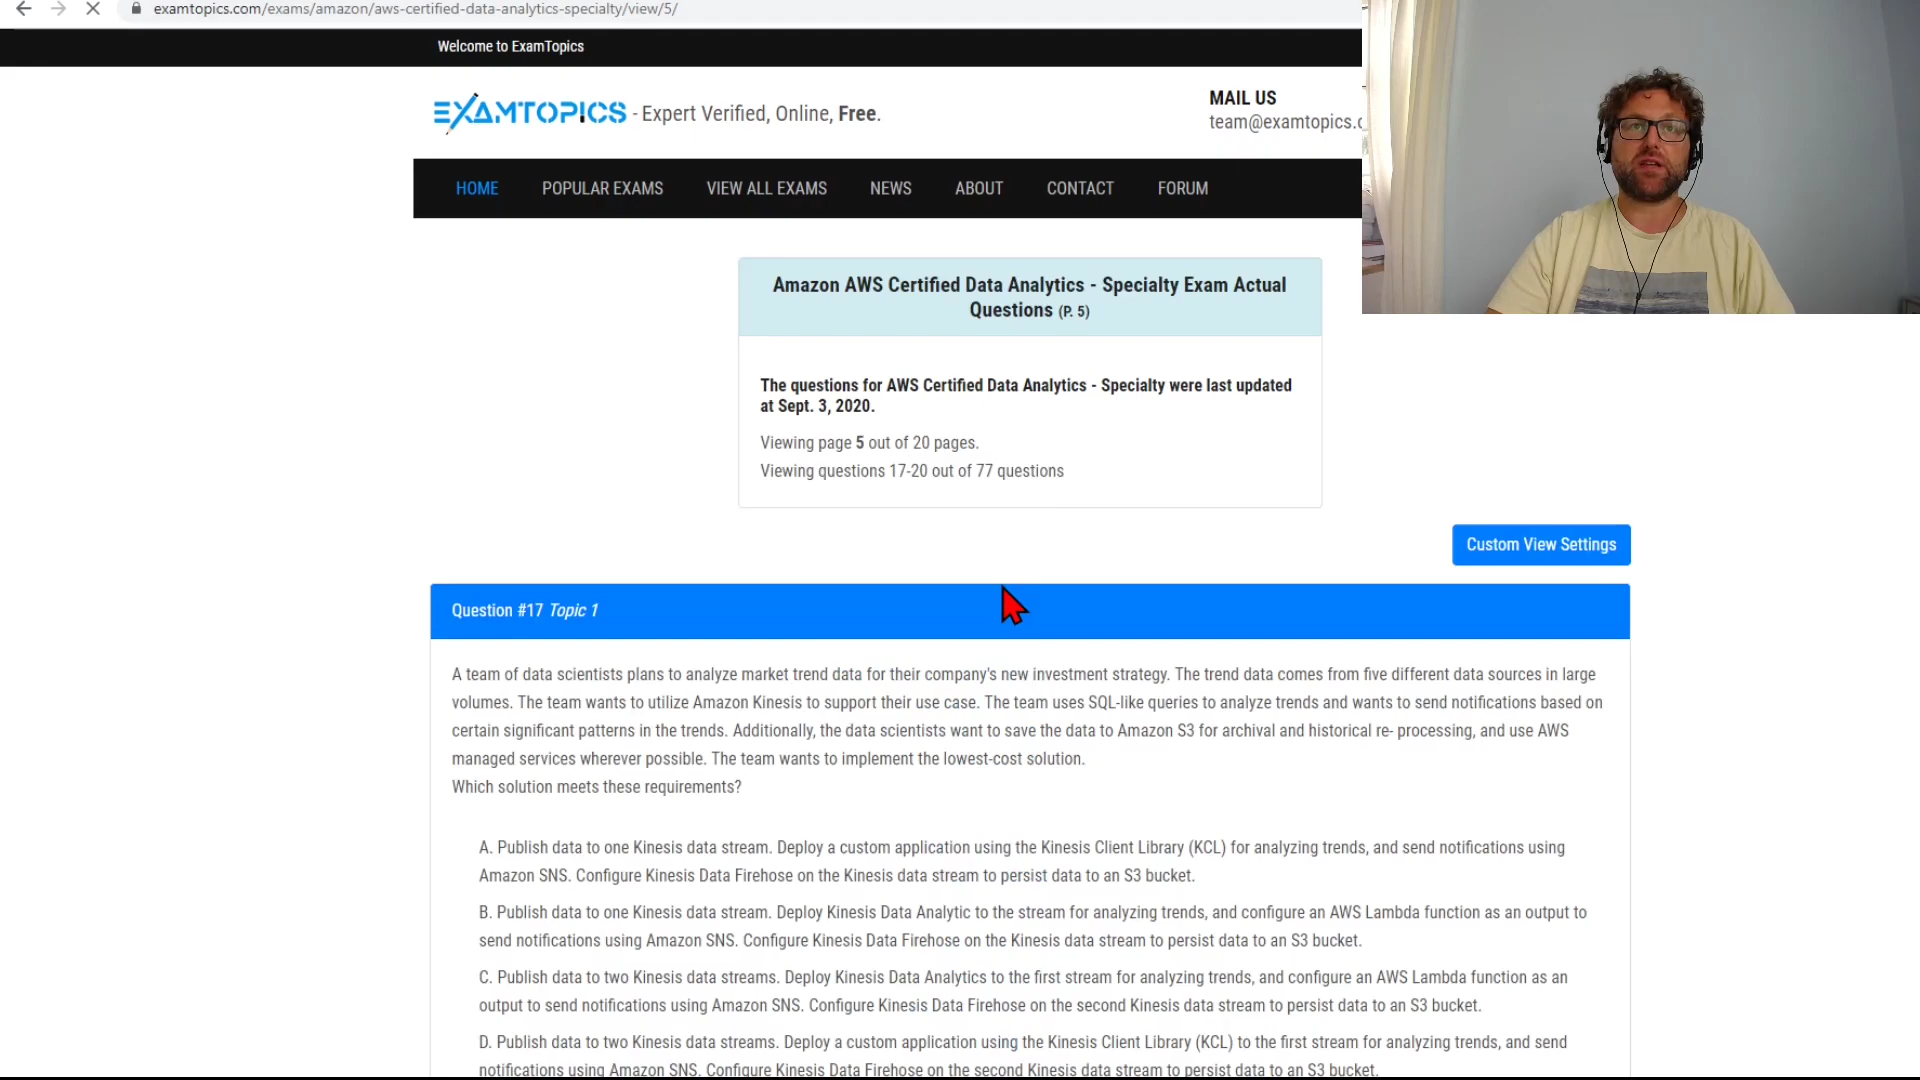 examtopics.com/exams/amazon/aws-certified-data-analytics-specialty/view/5/
Welcome to ExamTopics
EXAMTOPICS - Expert Verified, Online, Free.
MAIL US
team@examtopics.c
HOME POPULAR EXAMS VIEW ALL EXAMS NEWS ABOUT CONTACT FORUM
Amazon AWS Certified Data Analytics - Specialty Exam Actual
Questions (P. 5)
The questions for AWS Certified Data Analytics - Specialty were last updated
at Sept. 3, 2020.
Viewing page 5 out of 20 pages.
Viewing questions 17-20 out of 77 questions
Custom View Settings
Question #17 Topic 1
A team of data scientists plans to analyze market trend data for their company's new investment strategy. The trend data comes from five different data sources in large
volumes. The team wants to utilize Amazon Kinesis to support their use case. The team uses SQL-like queries to analyze trends and wants to send notifications based on
certain significant patterns in the trends. Additionally, the data scientists want to save the data to Amazon S3 for archival and historical re- processing, and use AWS
managed services wherever possible. The team wants to implement the lowest-cost solution.
Which solution meets these requirements?
A. Publish data to one Kinesis data stream. Deploy a custom application using the Kinesis Client Library (KCL) for analyzing trends, and send notifications using
Amazon SNS. Configure Kinesis Data Firehose on the Kinesis data stream to persist data to an S3 bucket.
B. Publish data to one Kinesis data stream. Deploy Kinesis Data Analytic to the stream for analyzing trends, and configure an AWS Lambda function as an output to
send notifications using Amazon SNS. Configure Kinesis Data Firehose on the Kinesis data stream to persist data to an S3 bucket.
C. Publish data to two Kinesis data streams. Deploy Kinesis Data Analytics to the first stream for analyzing trends, and configure an AWS Lambda function as an
output to send notifications using Amazon SNS. Configure Kinesis Data Firehose on the second Kinesis data stream to persist data to an S3 bucket.
D. Publish data to two Kinesis data streams. Deploy a custom application using the Kinesis Client Library (KCL) to the first stream for analyzing trends, and send
notifications using Amazon SNS. Configure Kinesis Data Firehose on the second Kinesis data stream to persist data to an S3 bucket.